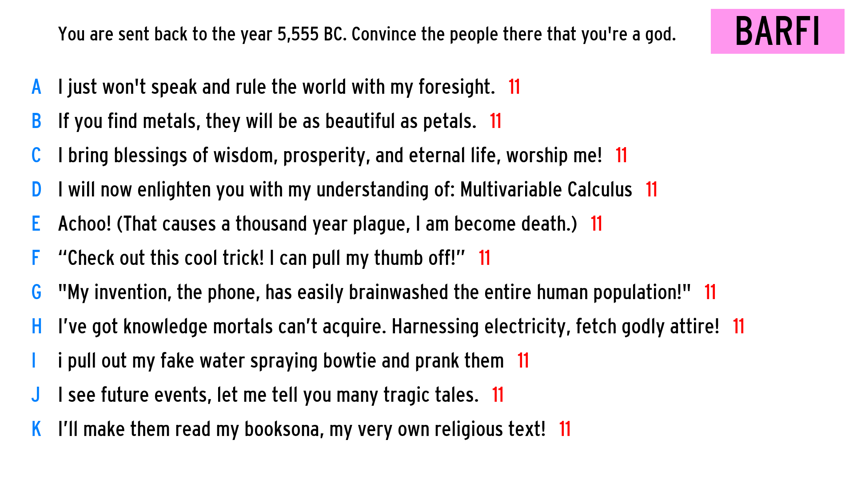 You are sent back to the year 5,555 BC. Convince the people there that you're a god.
BARFI
A I just won't speak and rule the world with my foresight. 11
B If you find metals, they will be as beautiful as petals. 11
C I bring blessings of wisdom, prosperity, and eternal life, worship me! 11
D I will now enlighten you with my understanding of: Multivariable Calculus 11
E Achoo! (That causes a thousand year plague, I am become death.) 11
F “Check out this cool trick! I can pull my thumb off!” 11
G "My invention, the phone, has easily brainwashed the entire human population!" 11
H I’ve got knowledge mortals can’t acquire. Harnessing electricity, fetch godly attire! 11
I i pull out my fake water spraying bowtie and prank them 11
J I see future events, let me tell you many tragic tales. 11
K I’ll make them read my booksona, my very own religious text! 11